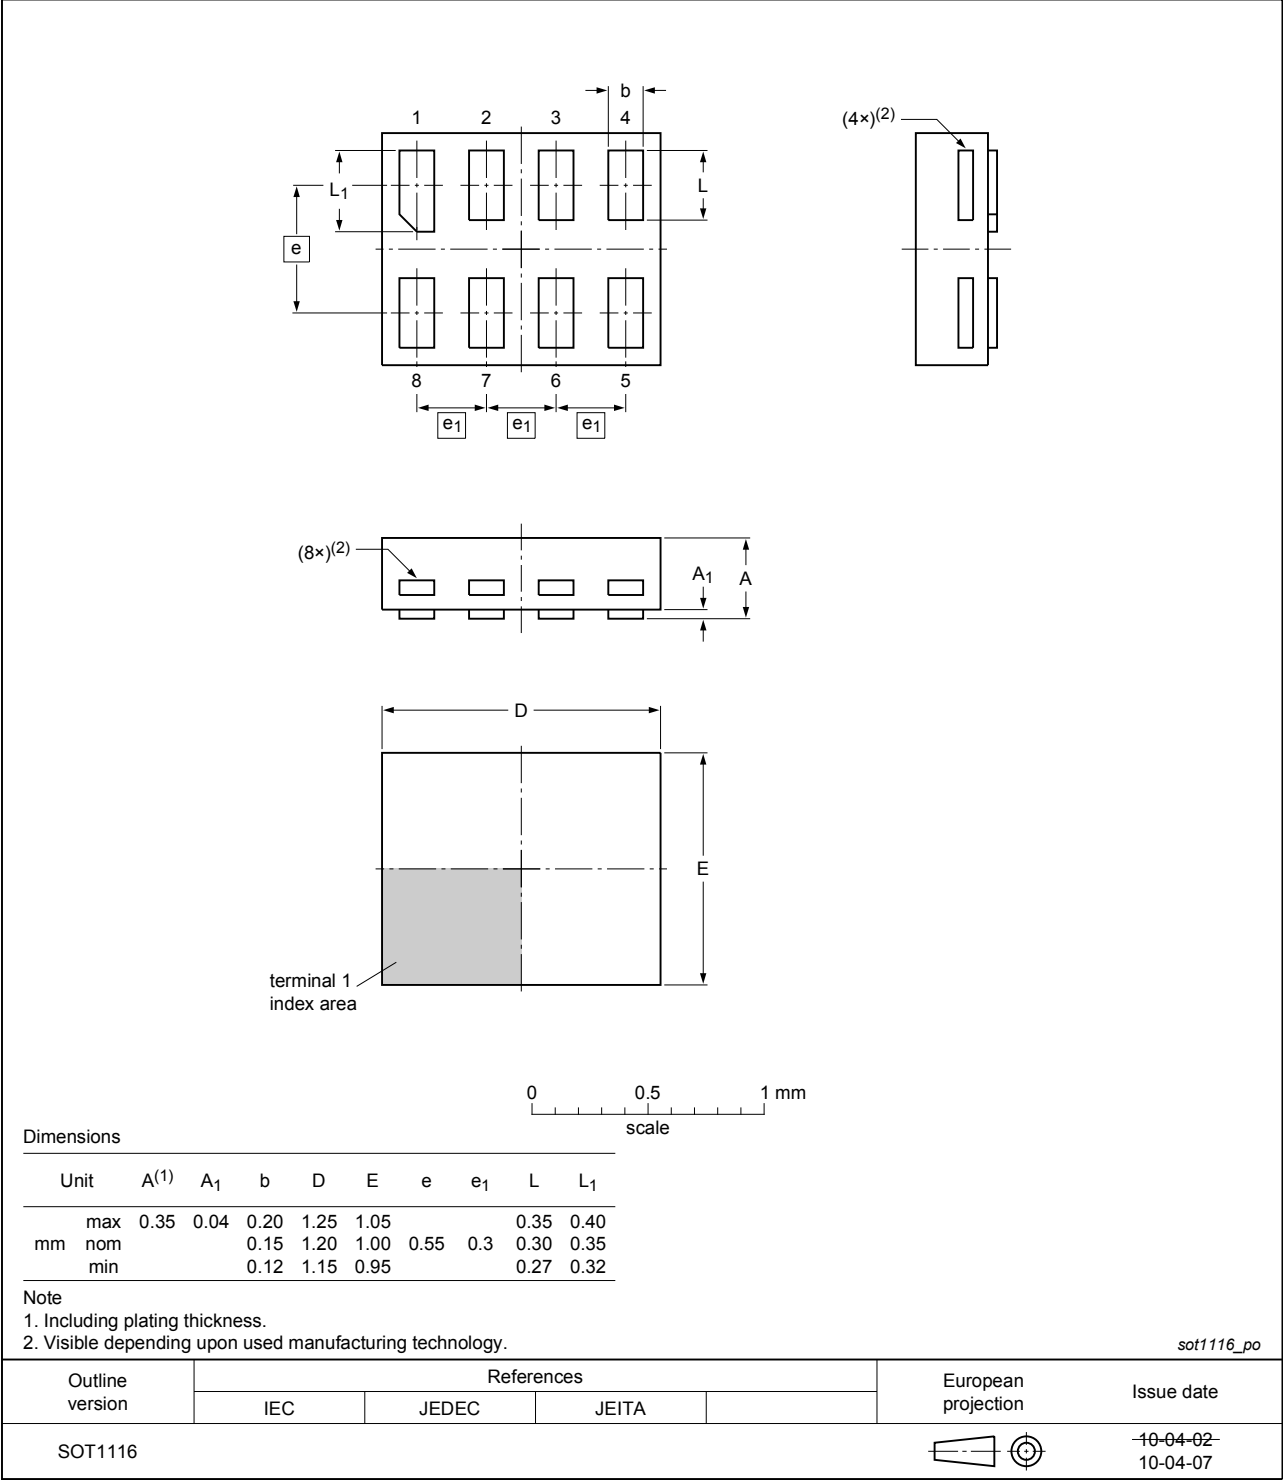 b
1 2 3 4
(4×)(2)
L1
L
e
8 7 6 5
e1 e1 e1
(8×)(2)
A1
A
D
E
terminal 1
index area
0 0.5 1 mm
scale
Dimensions
Unit A(1) A1 b D E e e1 L L1
max 0.35 0.04 0.20 1.25 1.05 0.35 0.40
mm nom 0.15 1.20 1.00 0.55 0.3 0.30 0.35
min 0.12 1.15 0.95 0.27 0.32
Note
1. Including plating thickness.
2. Visible depending upon used manufacturing technology.
sot1116_po
Outline
version
References
IEC JEDEC JEITA
European
projection
Issue date
SOT1116
10-04-02
10-04-07